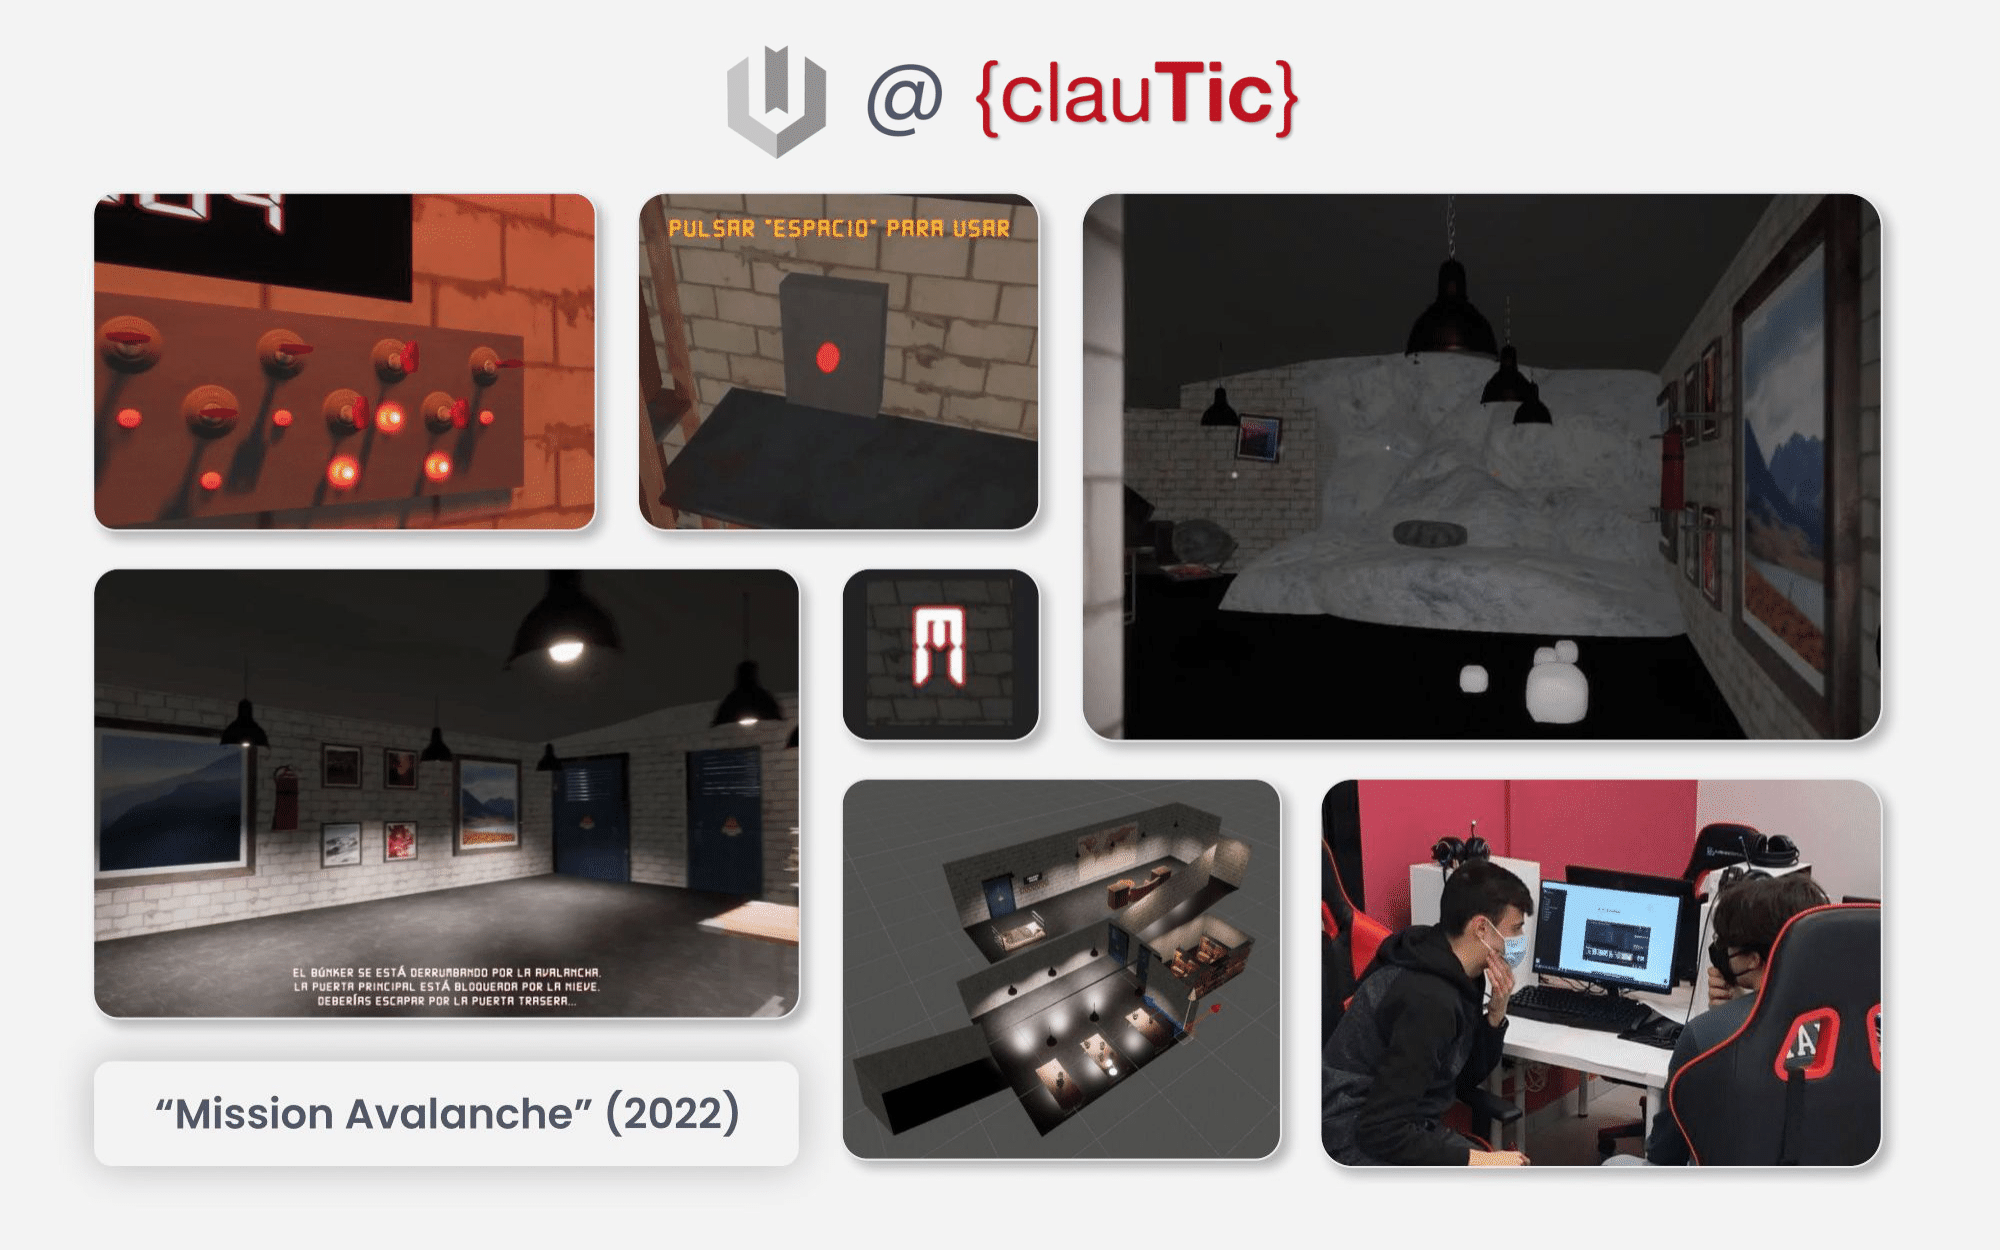 @ {clauTic}
PULSAR "ESPACIO" PARA USAR
EL BÚNKER SE ESTÁ DERRUMBANDO POR LA AVALANCHA.
LA PUERTA PRINCIPAL ESTÁ BLOQUEADA POR LA NIEVE.
DEBERÍAS ESCAPAR POR LA PUERTA TRASERA...
“Mission Avalanche” (2022)